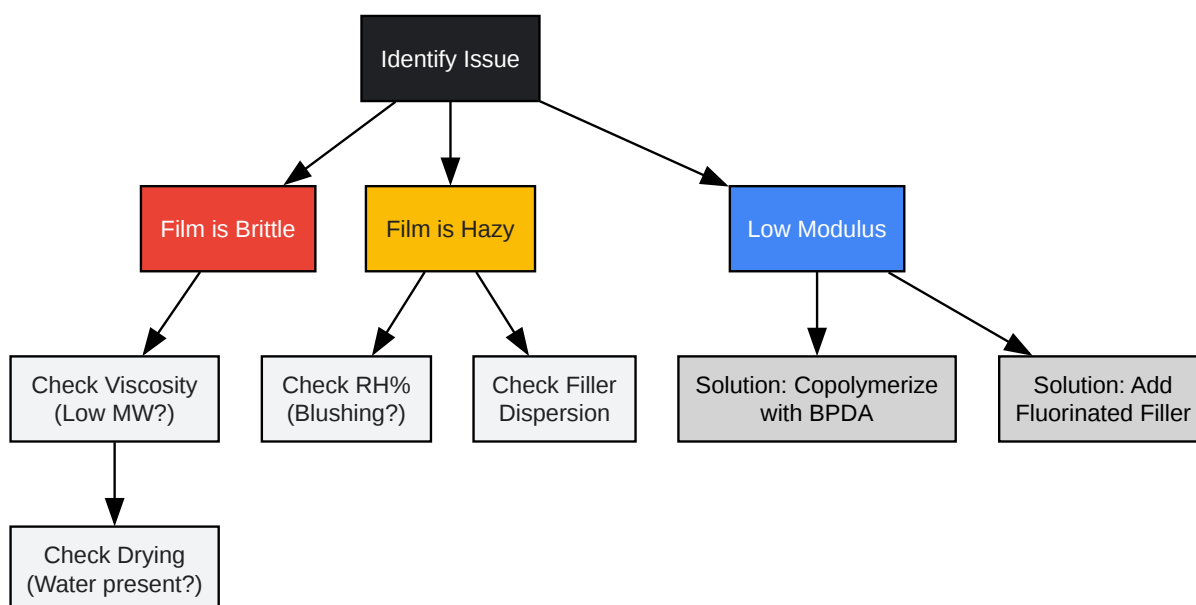 Identify Issue
Film is Brittle
Film is Hazy
Low Modulus
Check Viscosity
(Low MW?)
Check RH%
(Blushing?)
Check Filler
Dispersion
Solution: Copolymerize
with BPDA
Solution: Add
Fluorinated Filler
Check Drying
(Water present?)